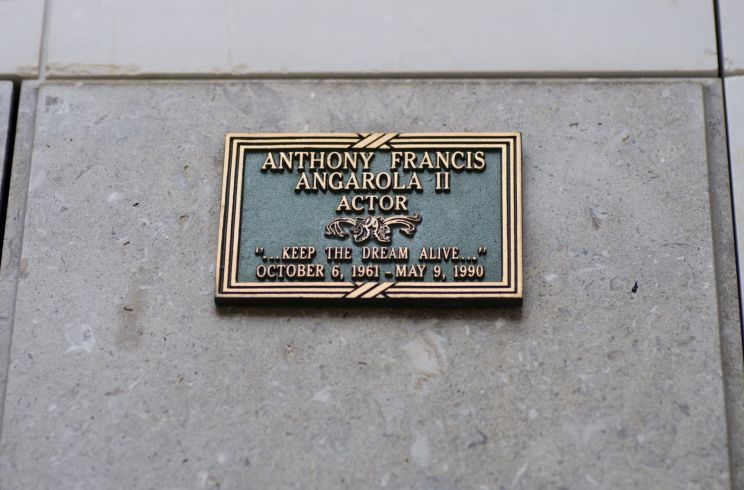 ANTHONY FRANCIS
ANGAROLA II
ACTOR
"...KEEP THE DREAM ALIVE..."
OCTOBER 6, 1961 - MAY 9, 1990